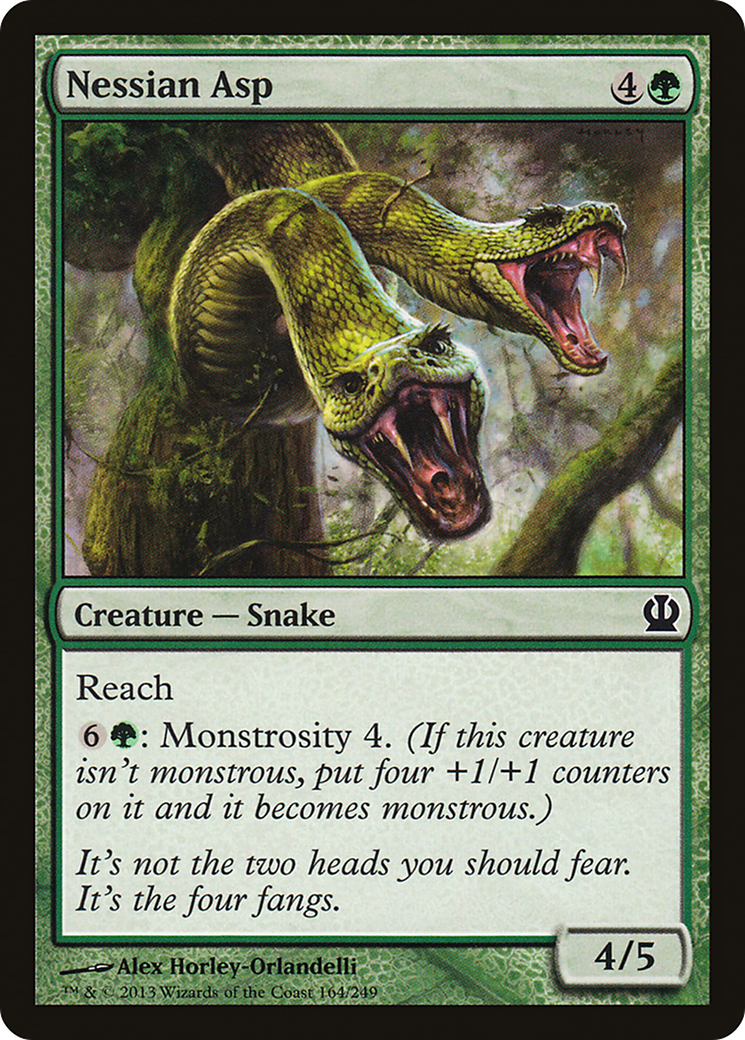 Nessian Asp 4
HORLEY
Creature — Snake
Reach
6: Monstrosity 4. (If this creature
isn't monstrous, put four +1/+1 counters
on it and it becomes monstrous.)
It's not the two heads you should fear.
It's the four fangs.
4/5
Alex Horley-Orlandelli
™ & © 2013 Wizards of the Coast 164/249